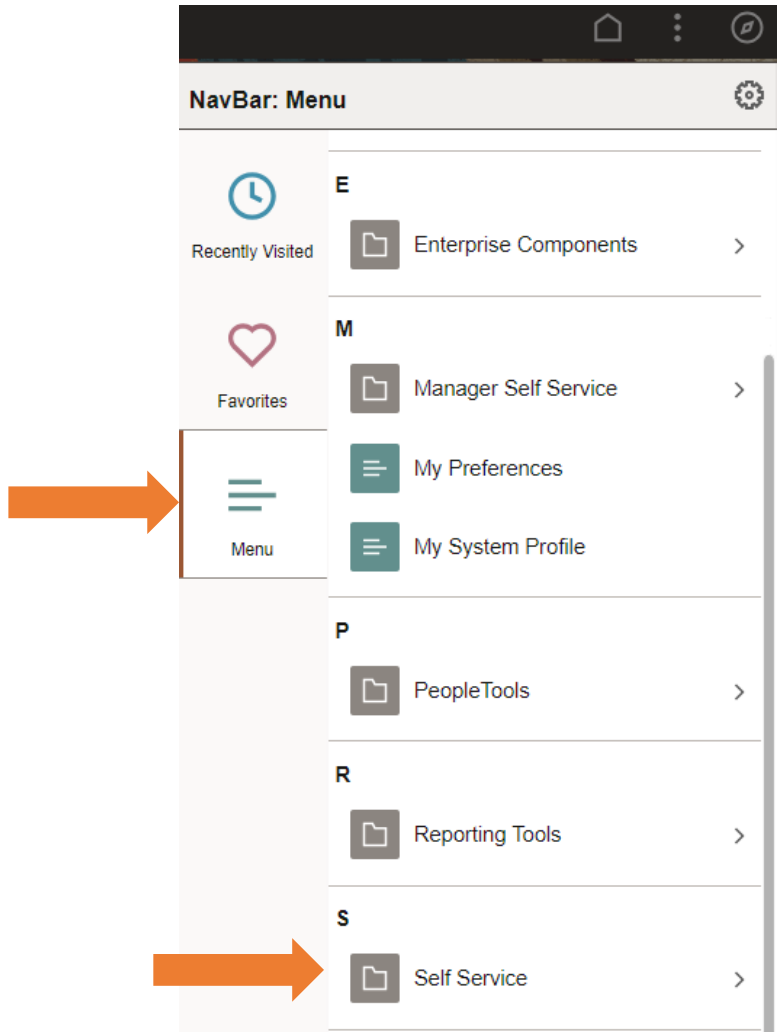 NavBar: Menu
Recently Visited
Favorites
Menu
E
Enterprise Components
M
Manager Self Service
My Preferences
My System Profile
P
PeopleTools
R
Reporting Tools
S
Self Service